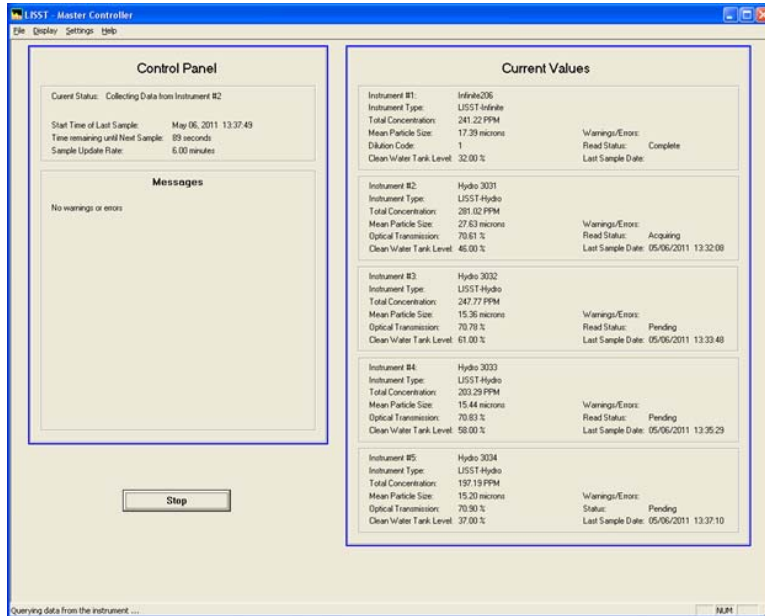 LISST - Master Controller
File Display Settings Help
Control Panel
Curent Status: Collecting Data from Instrument #2
Start Time of Last Sample: May 06, 2011 13:37:49
Time remaining until Next Sample: 89 seconds
Sample Update Rate: 6.00 minutes
Messages
No warnings or errors
Stop
Current Values
Instrument #1: Infinite206
Instrument Type: LISST-Infinite
Total Concentration: 241.22 PPM
Mean Particle Size: 17.39 microns Warnings/Errors:
Dilution Code: 1 Read Status: Complete
Clean Water Tank Level: 32.00 % Last Sample Date:
Instrument #2: Hydro 3031
Instrument Type: LISST-Hydro
Total Concentration: 281.02 PPM
Mean Particle Size: 27.63 microns Warnings/Errors:
Optical Transmission: 70.61 % Read Status: Acquiring
Clean Water Tank Level: 46.00 % Last Sample Date: 05/06/2011 13:32:08
Instrument #3: Hydro 3032
Instrument Type: LISST-Hydro
Total Concentration: 247.77 PPM
Mean Particle Size: 15.36 microns Warnings/Errors:
Optical Transmission: 70.78 % Read Status: Pending
Clean Water Tank Level: 61.00 % Last Sample Date: 05/06/2011 13:33:48
Instrument #4: Hydro 3033
Instrument Type: LISST-Hydro
Total Concentration: 203.29 PPM
Mean Particle Size: 15.44 microns Warnings/Errors:
Optical Transmission: 70.83 % Read Status: Pending
Clean Water Tank Level: 58.00 % Last Sample Date: 05/06/2011 13:35:29
Instrument #5: Hydro 3034
Instrument Type: LISST-Hydro
Total Concentration: 197.19 PPM
Mean Particle Size: 15.20 microns Warnings/Errors:
Optical Transmission: 70.90 % Status: Pending
Clean Water Tank Level: 37.00 % Last Sample Date: 05/06/2011 13:37:10
Querying data from the instrument ... NUM